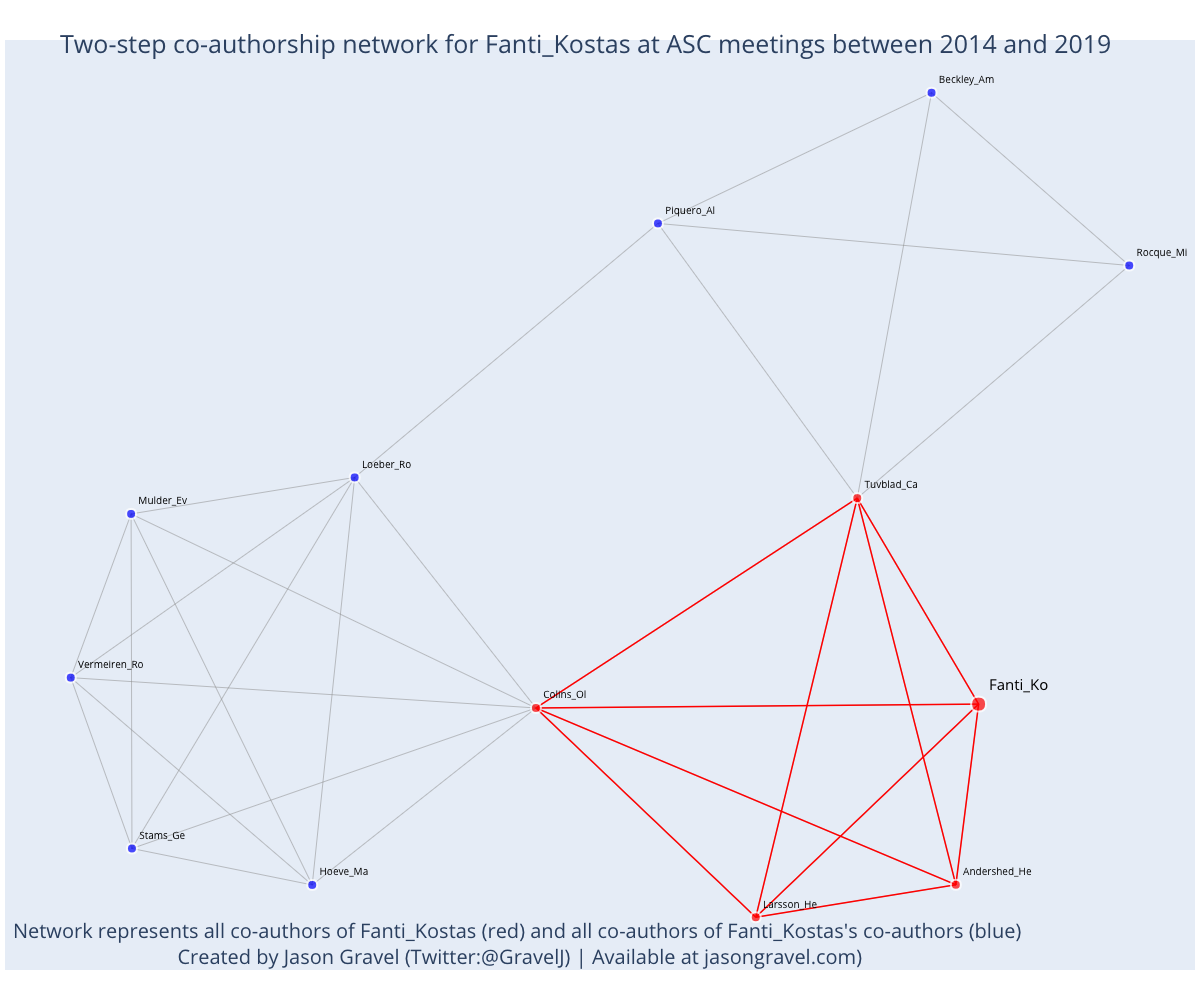 Two-step co-authorship network for Fanti_Kostas at ASC meetings between 2014 and 2019
Beckley_Am
Piquero_Al
Rocque_Mi
Loeber_Ro
Tuvblad_Ca
Mulder_Ev
Vermeiren_Ro
Fanti_Ko
Colins_Ol
Stams_Ge
Hoeve_Ma
Andershed_He
Larsson_He
Network represents all co-authors of Fanti_Kostas (red) and all co-authors of Fanti_Kostas's co-authors (blue)
Created by Jason Gravel (Twitter:@GravelJ) | Available at jasongravel.com)